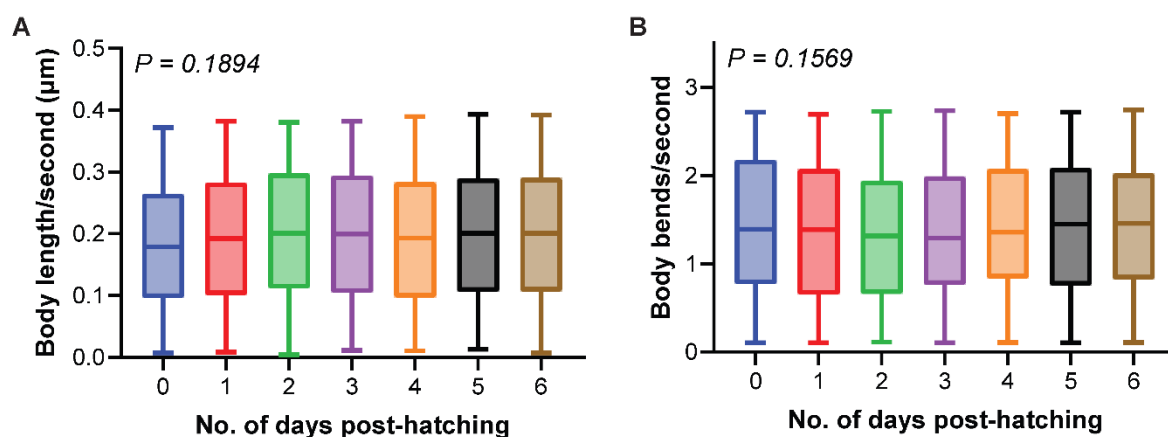 A
Body length/second (µm)
P = 0.1894
0.5
0.4
0.3
0.2
0.1
0.0
0 1 2 3 4 5 6
No. of days post-hatching
B
Body bends/second
P = 0.1569
3
2
1
0
0 1 2 3 4 5 6
No. of days post-hatching